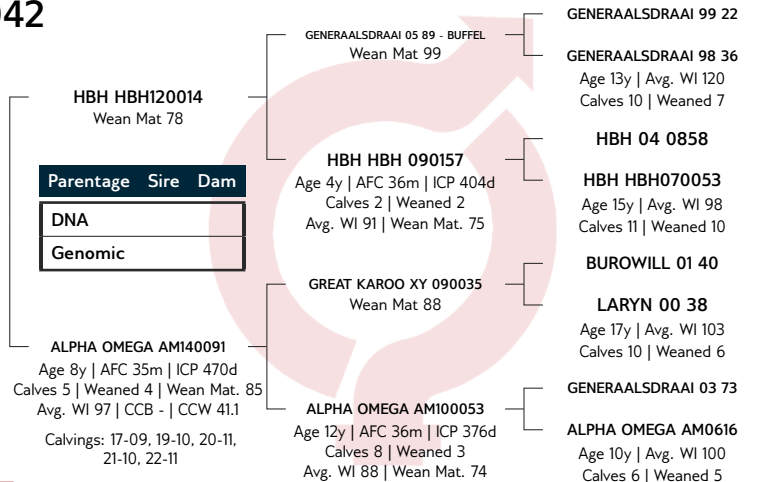 042
HBH HBH120014
Wean Mat 78
Parentage Sire Dam
DNA
Genomic
ALPHA OMEGA AM140091
Age 8y | AFC 35m | ICP 470d
Calves 5 | Weaned 4 | Wean Mat. 85
Avg. WI 97 | CCB - | CCW 41.1
Calvings: 17-09, 19-10, 20-11,
21-10, 22-11
GENERAALSDRAAI 05 89 - BUFFEL
Wean Mat 99
HBH HBH 090157
Age 4y | AFC 36m | ICP 404d
Calves 2 | Weaned 2
Avg. WI 91 | Wean Mat. 75
GREAT KAROO XY 090035
Wean Mat 88
ALPHA OMEGA AM100053
Age 12y | AFC 36m | ICP 376d
Calves 8 | Weaned 3
Avg. WI 88 | Wean Mat. 74
GENERAALSDRAAI 99 22
GENERAALSDRAAI 98 36
Age 13y | Avg. WI 120
Calves 10 | Weaned 7
HBH 04 0858
HBH HBH070053
Age 15y | Avg. WI 98
Calves 11 | Weaned 10
BUROWILL 01 40
LARYN 00 38
Age 17y | Avg. WI 103
Calves 10 | Weaned 6
GENERAALSDRAAI 03 73
ALPHA OMEGA AM0616
Age 10y | Avg. WI 100
Calves 6 | Weaned 5